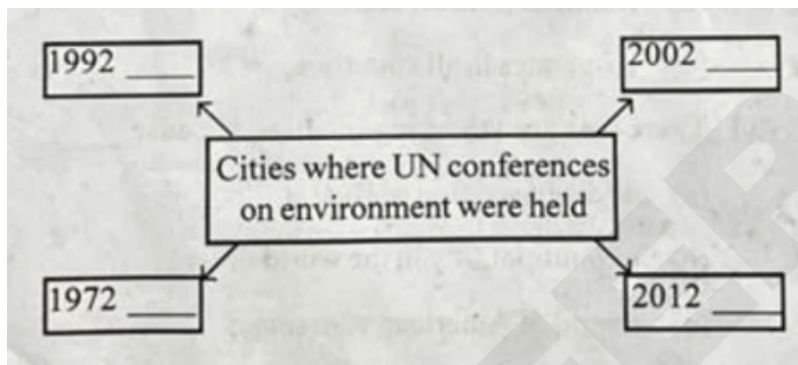 1992 ____
2002 ____
Cities where UN conferences
on environment were held
1972 ____
2012 ____